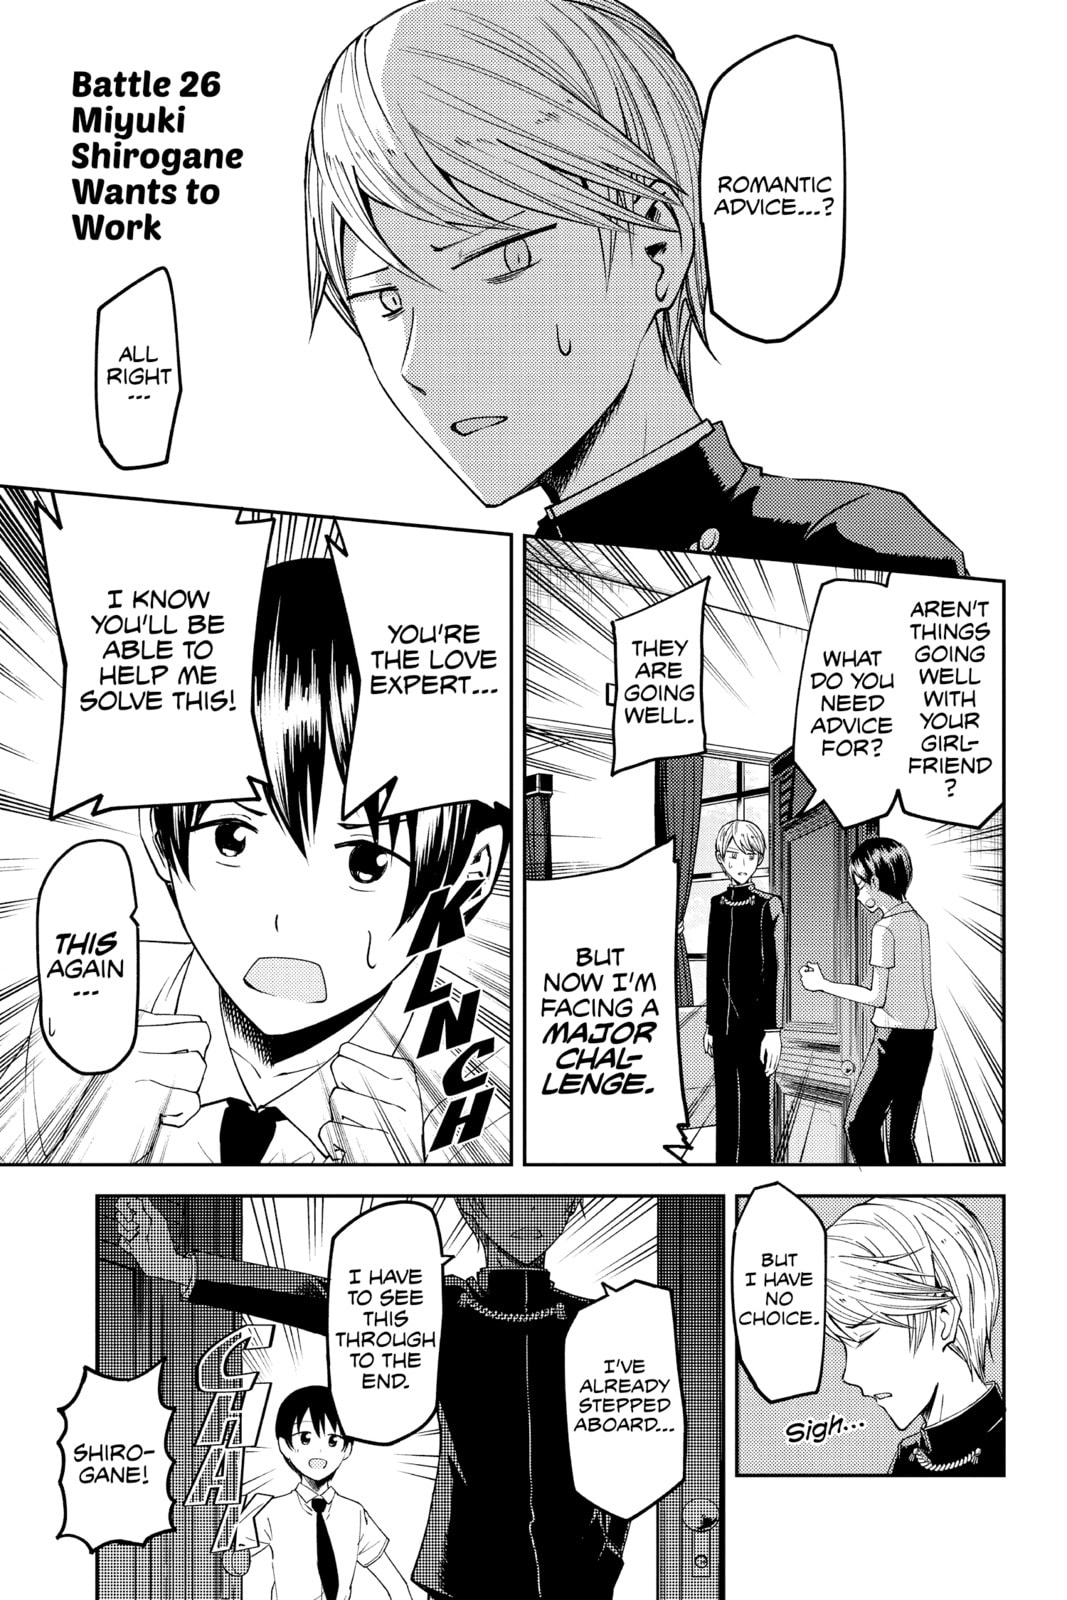 Battle 26
Miyuki
Shirogane
Wants to
Work
ROMANTIC
ADVICE...?
ALL
RIGHT
...
AREN'T
THINGS
GOING
WELL
WITH
YOUR
GIRL-
FRIEND
?
WHAT
DO YOU
NEED
ADVICE
FOR?
THEY
ARE
GOING
WELL.
BUT
NOW I'M
FACING A
MAJOR
CHAL-
LENGE.
YOU'RE
THE LOVE
EXPERT...
I KNOW
YOU'LL BE
ABLE TO
HELP ME
SOLVE THIS!
KLNCH
THIS
AGAIN
...
BUT
I HAVE
NO
CHOICE.
Sigh...
I'VE
ALREADY
STEPPED
ABOARD...
I HAVE
TO SEE
THIS
THROUGH
TO THE
END.
CHAK
SHIRO-
GANE!